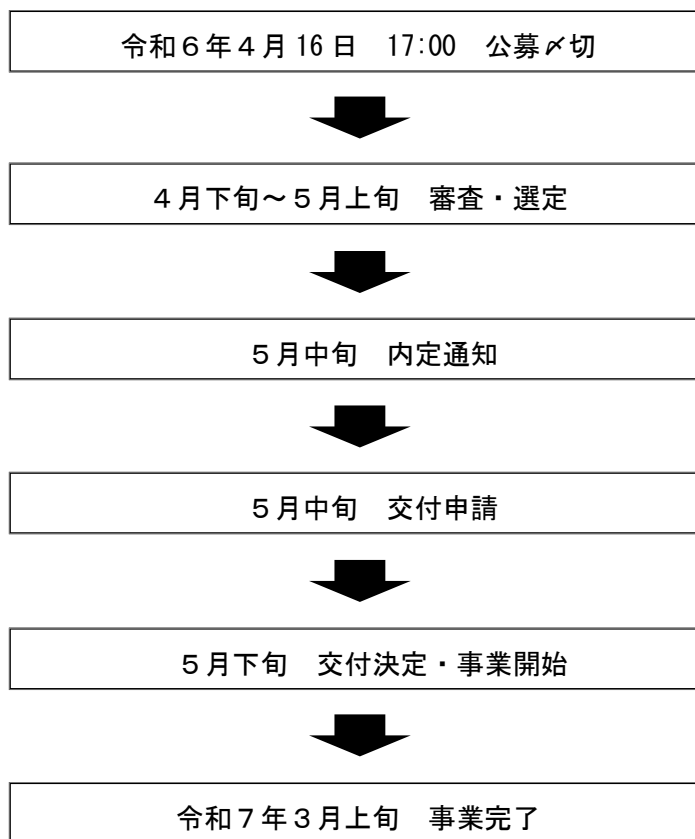 令和６年４月16日　17:00　公募〆切
４月下旬～５月上旬　審査・選定
５月中旬　内定通知
５月中旬　交付申請
５月下旬　交付決定・事業開始
令和７年３月上旬　事業完了